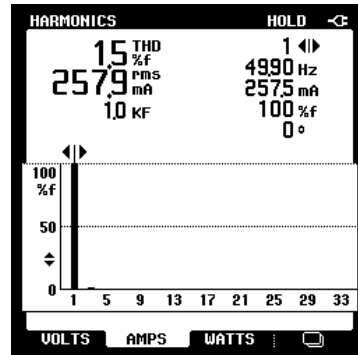 HARMONICS HOLD
1.5 THD %f 1
257.9 rms mA 49.90 Hz
1.0 KF 257.5 mA
100 %f
0 °
100
%f
50
0
1 5 9 13 17 21 25 29 33
VOLTS AMPS WATTS